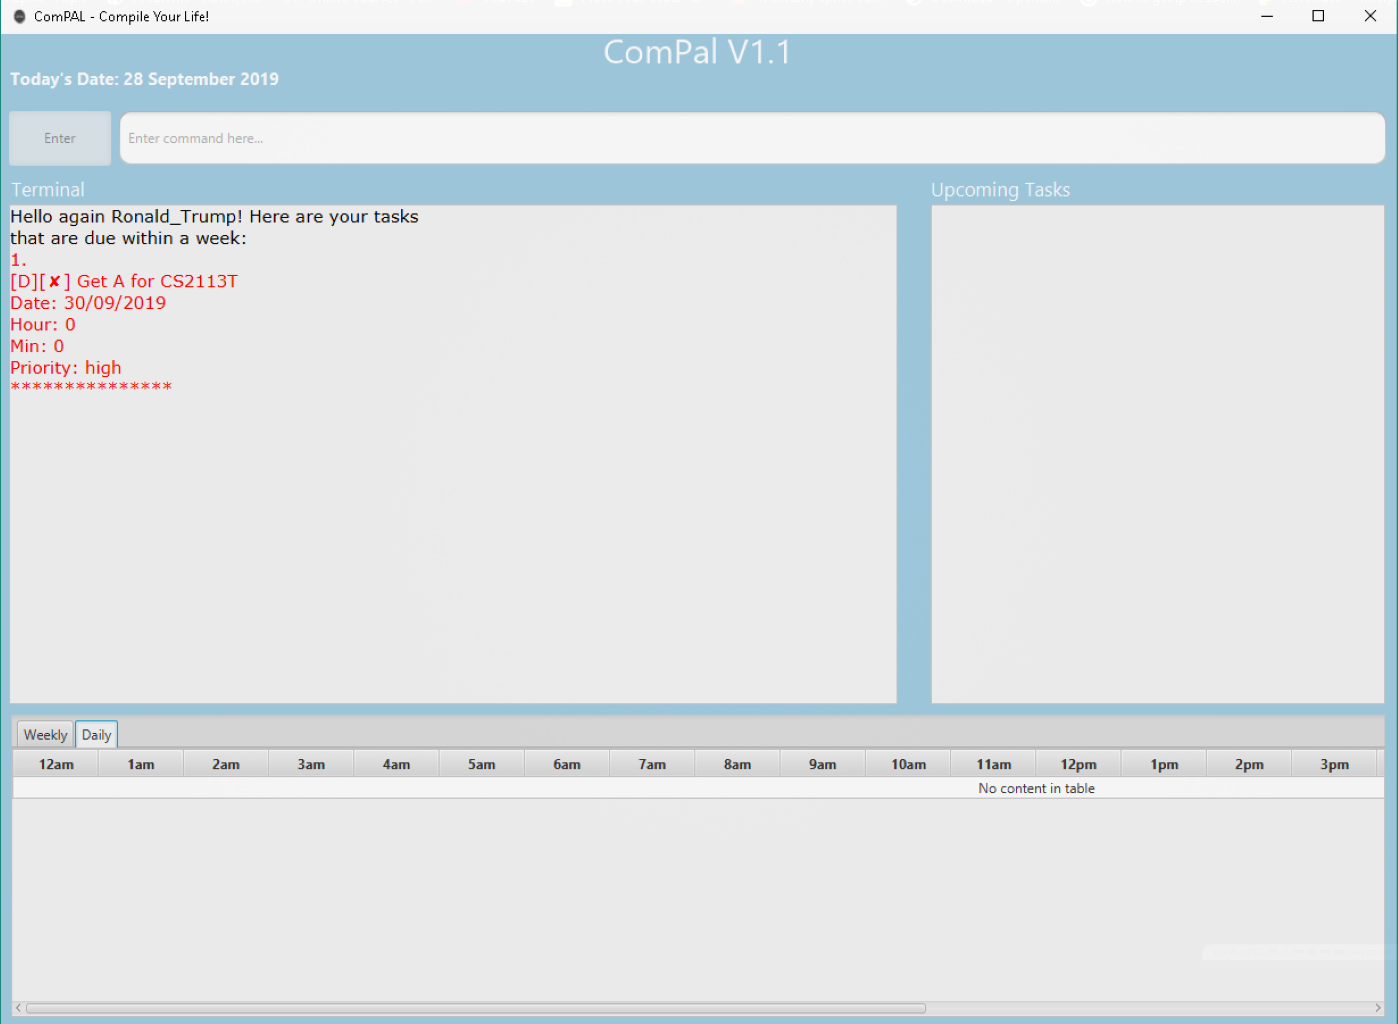 ComPAL - Compile Your Life!
ComPal V1.1
Today's Date: 28 September 2019
Enter
Enter command here...
Terminal
Upcoming Tasks
Hello again Ronald_Trump! Here are your tasks
that are due within a week:
1.
[D][✘] Get A for CS2113T
Date: 30/09/2019
Hour: 0
Min: 0
Priority: high
***************
Weekly Daily
12am 1am 2am 3am 4am 5am 6am 7am 8am 9am 10am 11am 12pm 1pm 2pm 3pm
No content in table